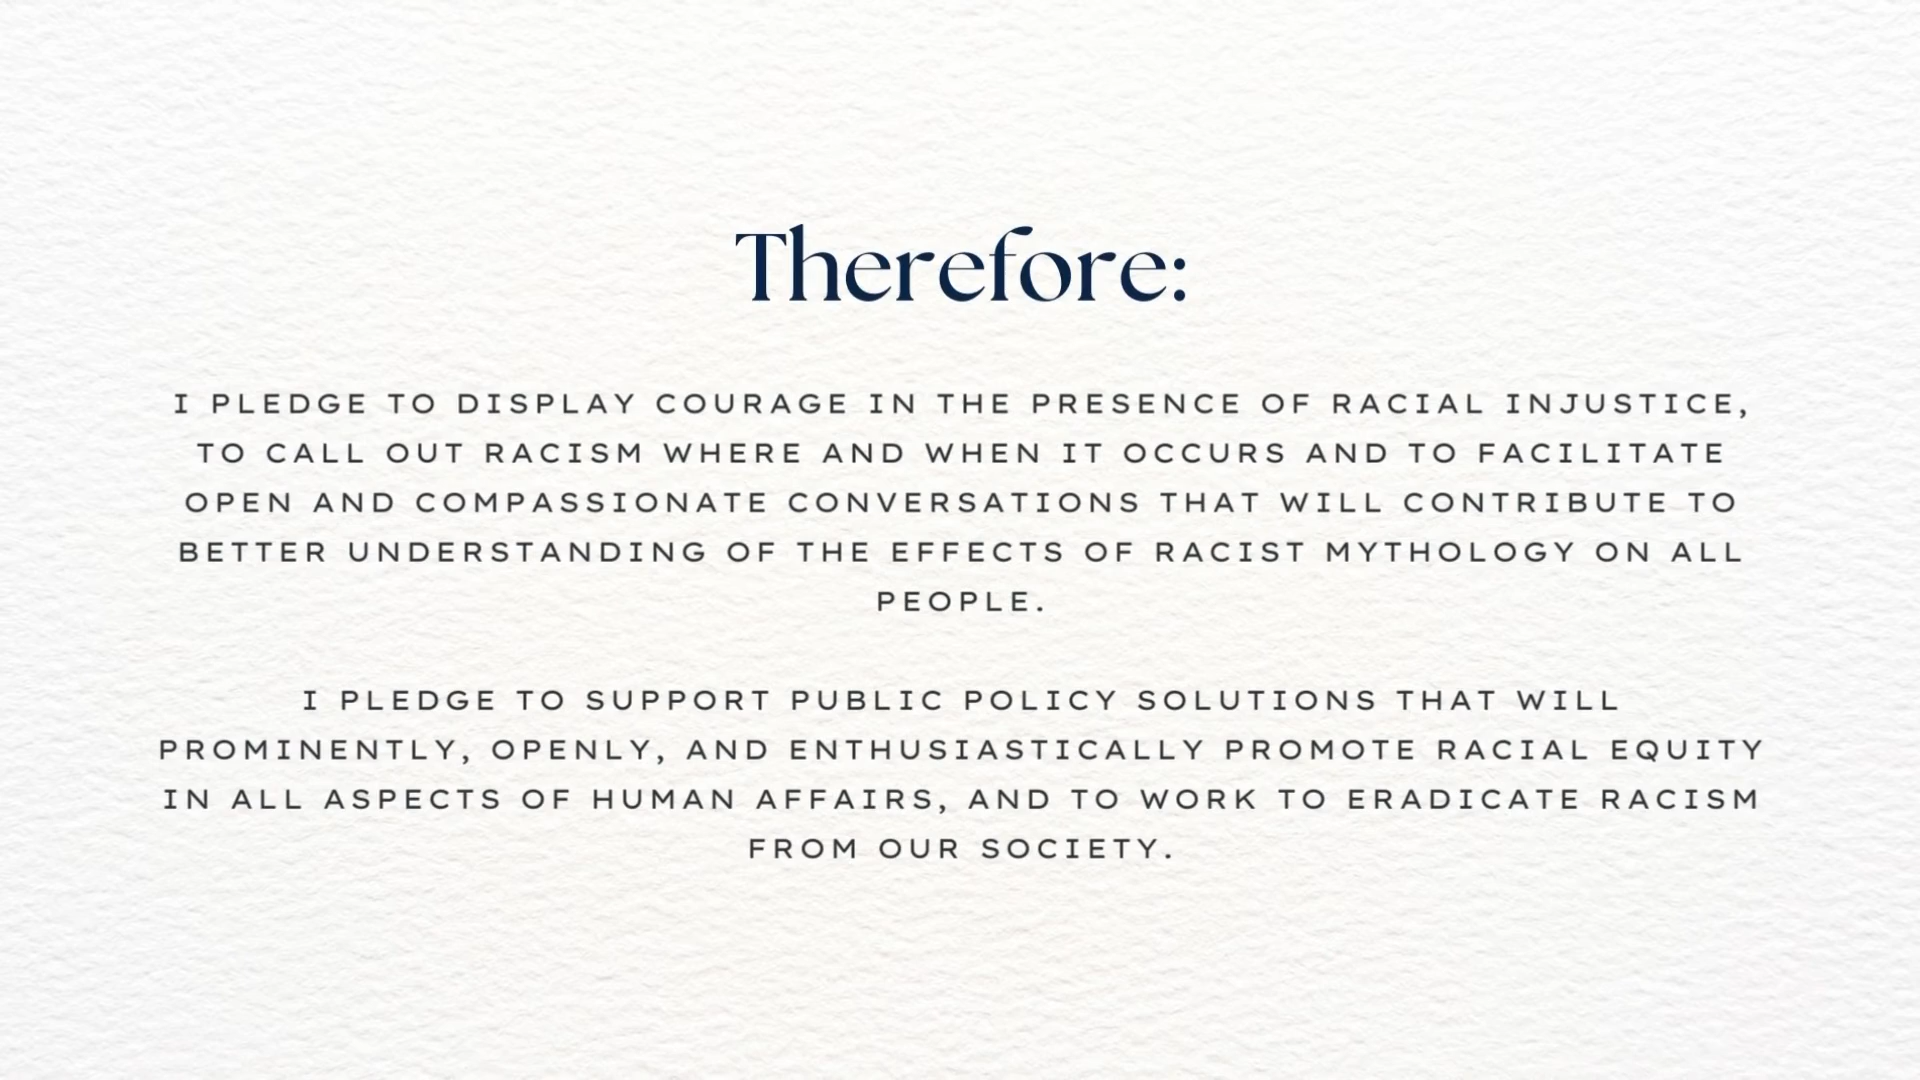 Therefore:
I PLEDGE TO DISPLAY COURAGE IN THE PRESENCE OF RACIAL INJUSTICE,
TO CALL OUT RACISM WHERE AND WHEN IT OCCURS AND TO FACILITATE
OPEN AND COMPASSIONATE CONVERSATIONS THAT WILL CONTRIBUTE TO
BETTER UNDERSTANDING OF THE EFFECTS OF RACIST MYTHOLOGY ON ALL
PEOPLE.
I PLEDGE TO SUPPORT PUBLIC POLICY SOLUTIONS THAT WILL
PROMINENTLY, OPENLY, AND ENTHUSIASTICALLY PROMOTE RACIAL EQUITY
IN ALL ASPECTS OF HUMAN AFFAIRS, AND TO WORK TO ERADICATE RACISM
FROM OUR SOCIETY.